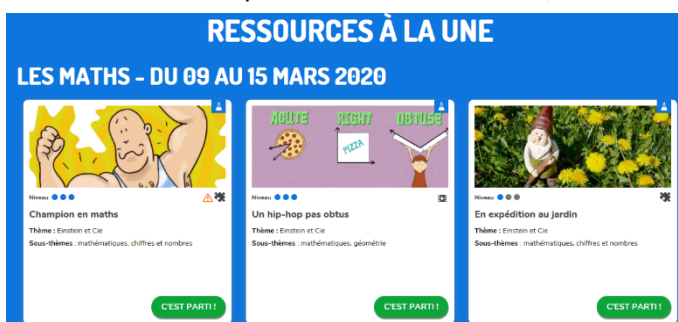 RESSOURCES À LA UNE
LES MATHS - DU 09 AU 15 MARS 2020
ACUTE RIGHT OBTUSE
PIZZA
Niveau
Champion en maths
Thème : Einstein et Cie
Sous-thèmes : mathématiques, chiffres et nombres
C'EST PARTI !
Niveau
Un hip-hop pas obtus
Thème : Einstein et Cie
Sous-thèmes : mathématiques, géométrie
C'EST PARTI !
Niveau
En expédition au jardin
Thème : Einstein et Cie
Sous-thèmes : mathématiques, chiffres et nombres
C'EST PARTI !